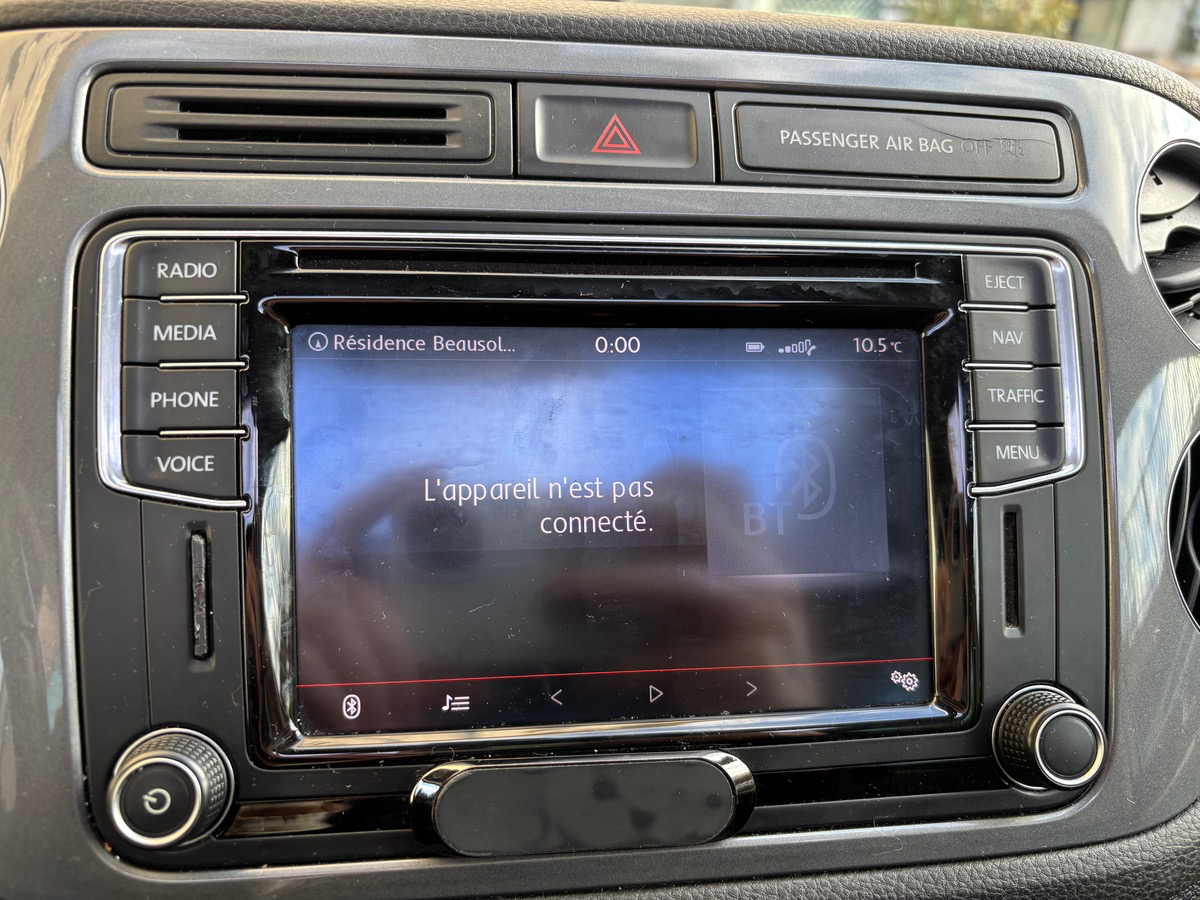 PASSENGER AIR BAG OFF
RADIO
MEDIA
PHONE
VOICE
EJECT
NAV
TRAFFIC
MENU
Résidence Beausol... 0:00 10.5°C
L'appareil n'est pas
connecté.
BT